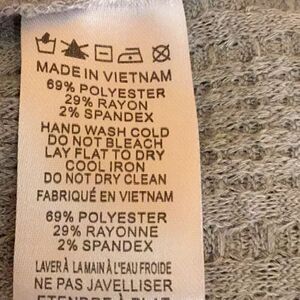 MADE IN VIETNAM
69% POLYESTER
29% RAYON
2% SPANDEX
HAND WASH COLD
DO NOT BLEACH
LAY FLAT TO DRY
COOL IRON
DO NOT DRY CLEAN
FABRIQUÉ EN VIETNAM
69% POLYESTER
29% RAYONNE
2% SPANDEX
LAVER À LA MAIN À L'EAU FROIDE
NE PAS JAVELLISER
ETENDRE À PLAT